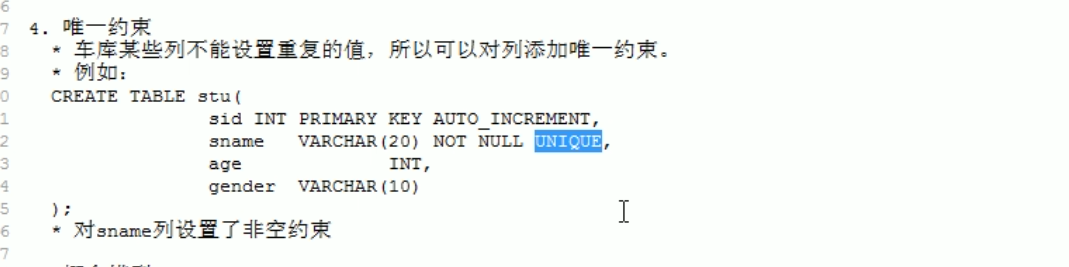 6
7 4. 唯一约束
8 * 车库某些列不能设置重复的值，所以可以对列添加唯一约束。
9 * 例如：
0 CREATE TABLE stu(
1 sid INT PRIMARY KEY AUTO_INCREMENT,
2 sname VARCHAR(20) NOT NULL UNIQUE,
3 age INT,
4 gender VARCHAR(10)
5 );
6 * 对sname列设置了非空约束
7